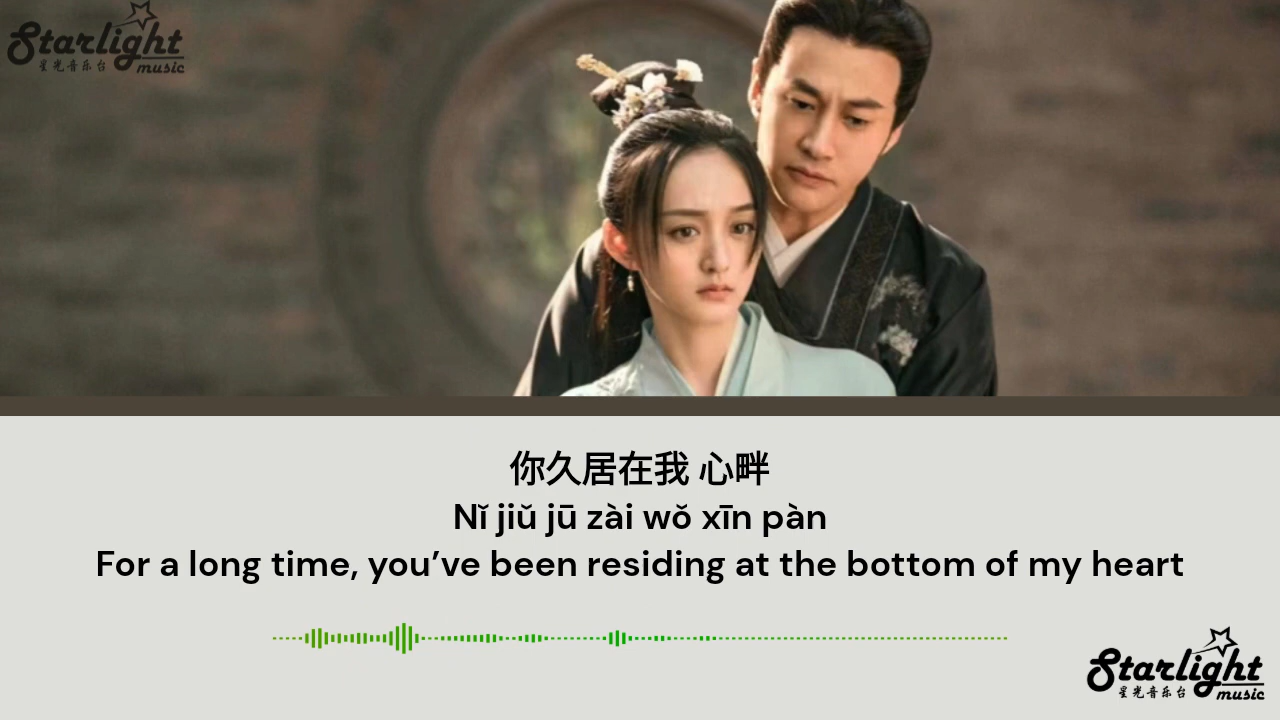 Starlight
星光音乐台 music
你久居在我 心畔
Nǐ jiǔ jū zài wǒ xīn pàn
For a long time, you’ve been residing at the bottom of my heart
Starlight
星光音乐台 music